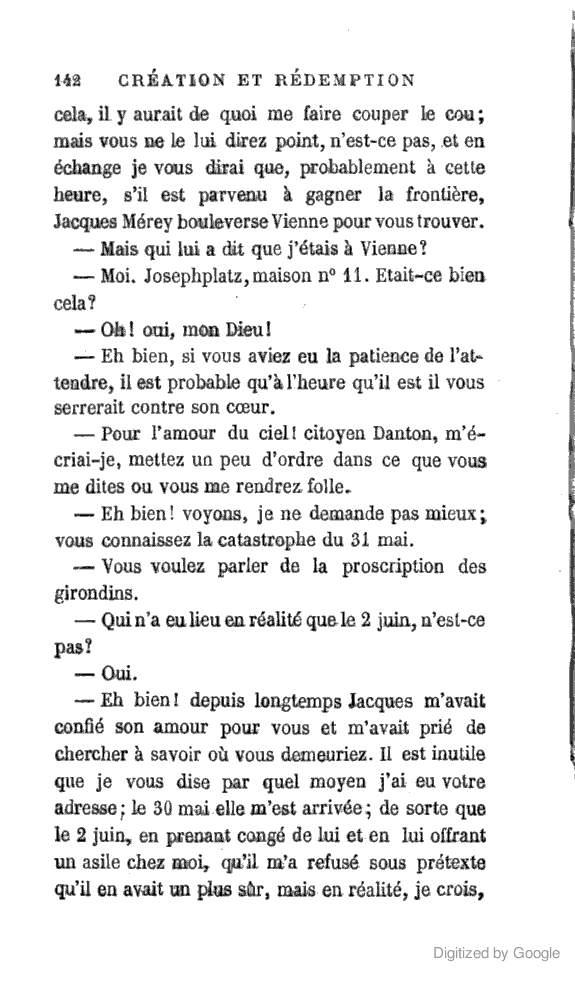 142 CRÉATION ET RÉDEMPTION
cela, il y aurait de quoi me faire couper le cou;
mais vous ne le lui direz point, n'est-ce pas, et en
échange je vous dirai que, probablement à cette
heure, s'il est parvenu à gagner la frontière,
Jacques Mérey bouleverse Vienne pour vous trouver.
— Mais qui lui a dit que j'étais à Vienne?
— Moi. Josephplatz, maison nº 11. Etait-ce bien
cela?
— Oh! oui, mon Dieu!
— Eh bien, si vous aviez eu la patience de l'at-
tendre, il est probable qu'à l'heure qu'il est il vous
serrerait contre son cœur.
— Pour l'amour du ciel! citoyen Danton, m'é-
criai-je, mettez un peu d'ordre dans ce que vous
me dites ou vous me rendrez folle.
— Eh bien! voyons, je ne demande pas mieux;
vous connaissez la catastrophe du 31 mai.
— Vous voulez parler de la proscription des
girondins.
— Qui n'a eu lieu en réalité que le 2 juin, n'est-ce
pas?
— Oui.
— Eh bien! depuis longtemps Jacques m'avait
confié son amour pour vous et m'avait prié de
chercher à savoir où vous demeuriez. Il est inutile
que je vous dise par quel moyen j'ai eu votre
adresse; le 30 mai elle m'est arrivée; de sorte que
le 2 juin, en prenant congé de lui et en lui offrant
un asile chez moi, qu'il m'a refusé sous prétexte
qu'il en avait un plus sûr, mais en réalité, je crois,
Digitized by Google